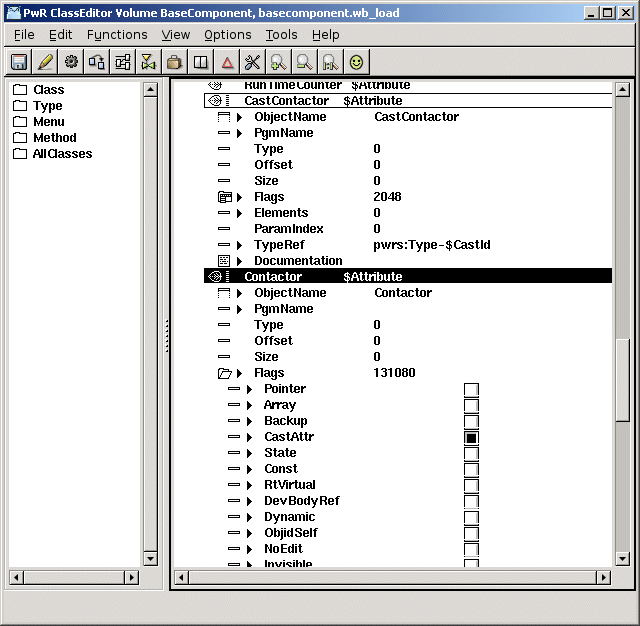 PwR ClassEditor Volume BaseComponent, basecomponent.wb_load
File Edit Functions View Options Tools Help
Class
Type
Menu
Method
AllClasses
RunTimeCounter $Attribute
CastContactor $Attribute
ObjectName CastContactor
PgmName
Type 0
Offset 0
Size 0
Flags 2048
Elements 0
ParamIndex 0
TypeRef pwrs:Type-$CastId
Documentation
Contactor $Attribute
ObjectName Contactor
PgmName
Type 0
Offset 0
Size 0
Flags 131080
Pointer
Array
Backup
CastAttr
State
Const
RtVirtual
DevBodyRef
Dynamic
ObjidSelf
NoEdit
Invisible